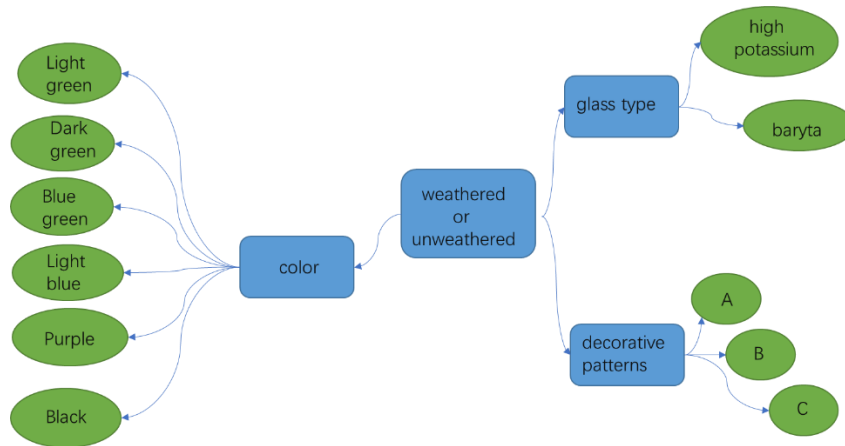 Light
green
Dark
green
Blue
green
Light
blue
Purple
Black
color
weathered
or
unweathered
glass type
high
potassium
baryta
decorative
patterns
A
B
C